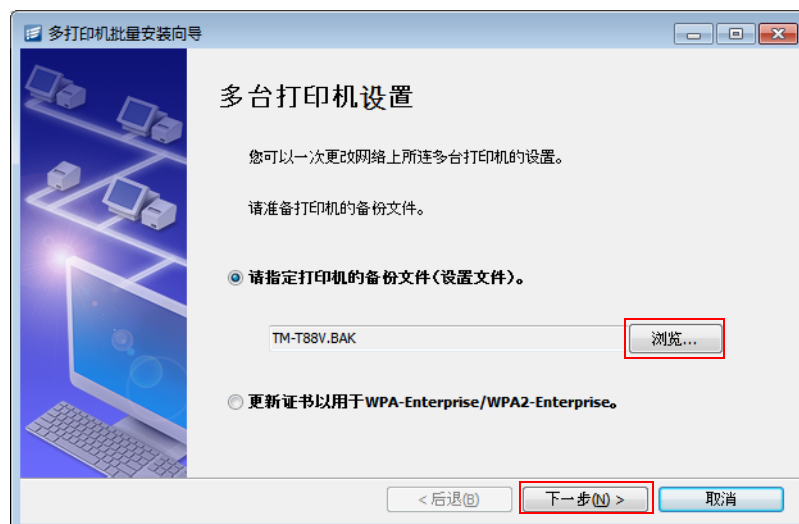 多打印机批量安装向导
多台打印机设置
您可以一次更改网络上所连多台打印机的设置。
请准备打印机的备份文件。
请指定打印机的备份文件(设置文件)。
TM-T88V.BAK
浏览...
更新证书以用于WPA-Enterprise/WPA2-Enterprise。
< 后退(B)
下一步(N) >
取消